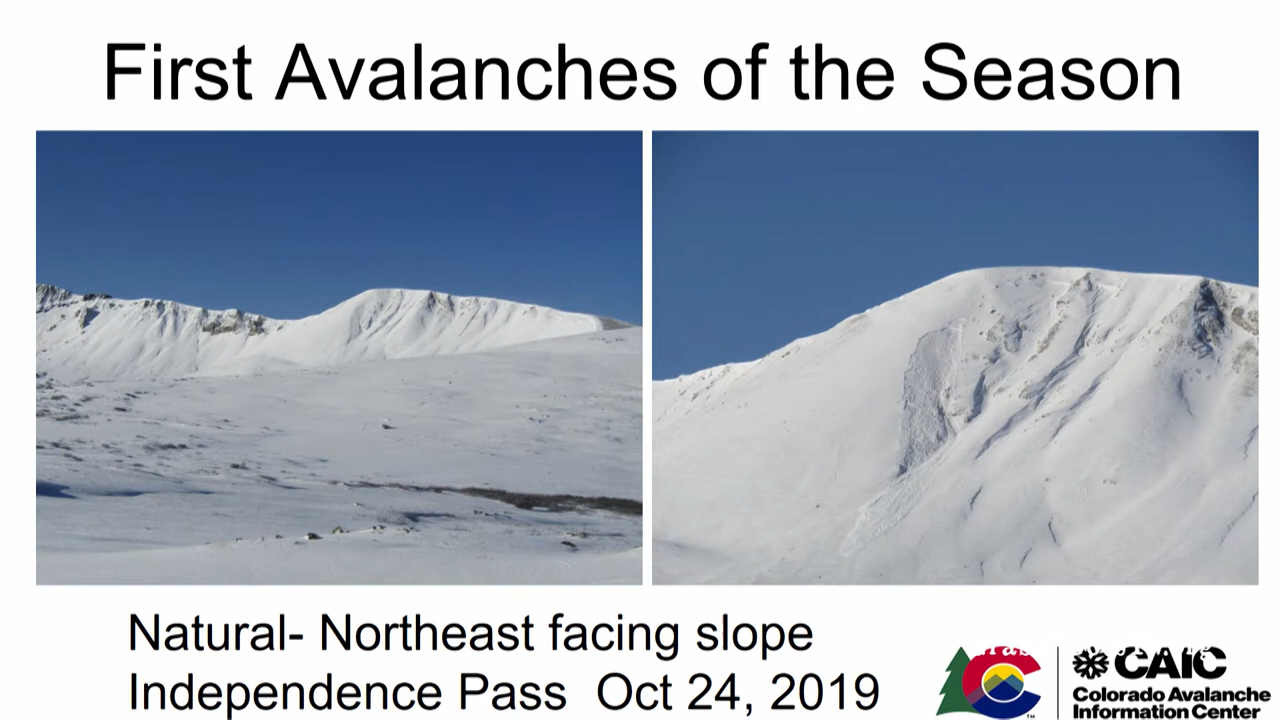 First Avalanches of the Season
Natural- Northeast facing slope
Independence Pass Oct 24, 2019
CAIC
Colorado Avalanche
Information Center
TM